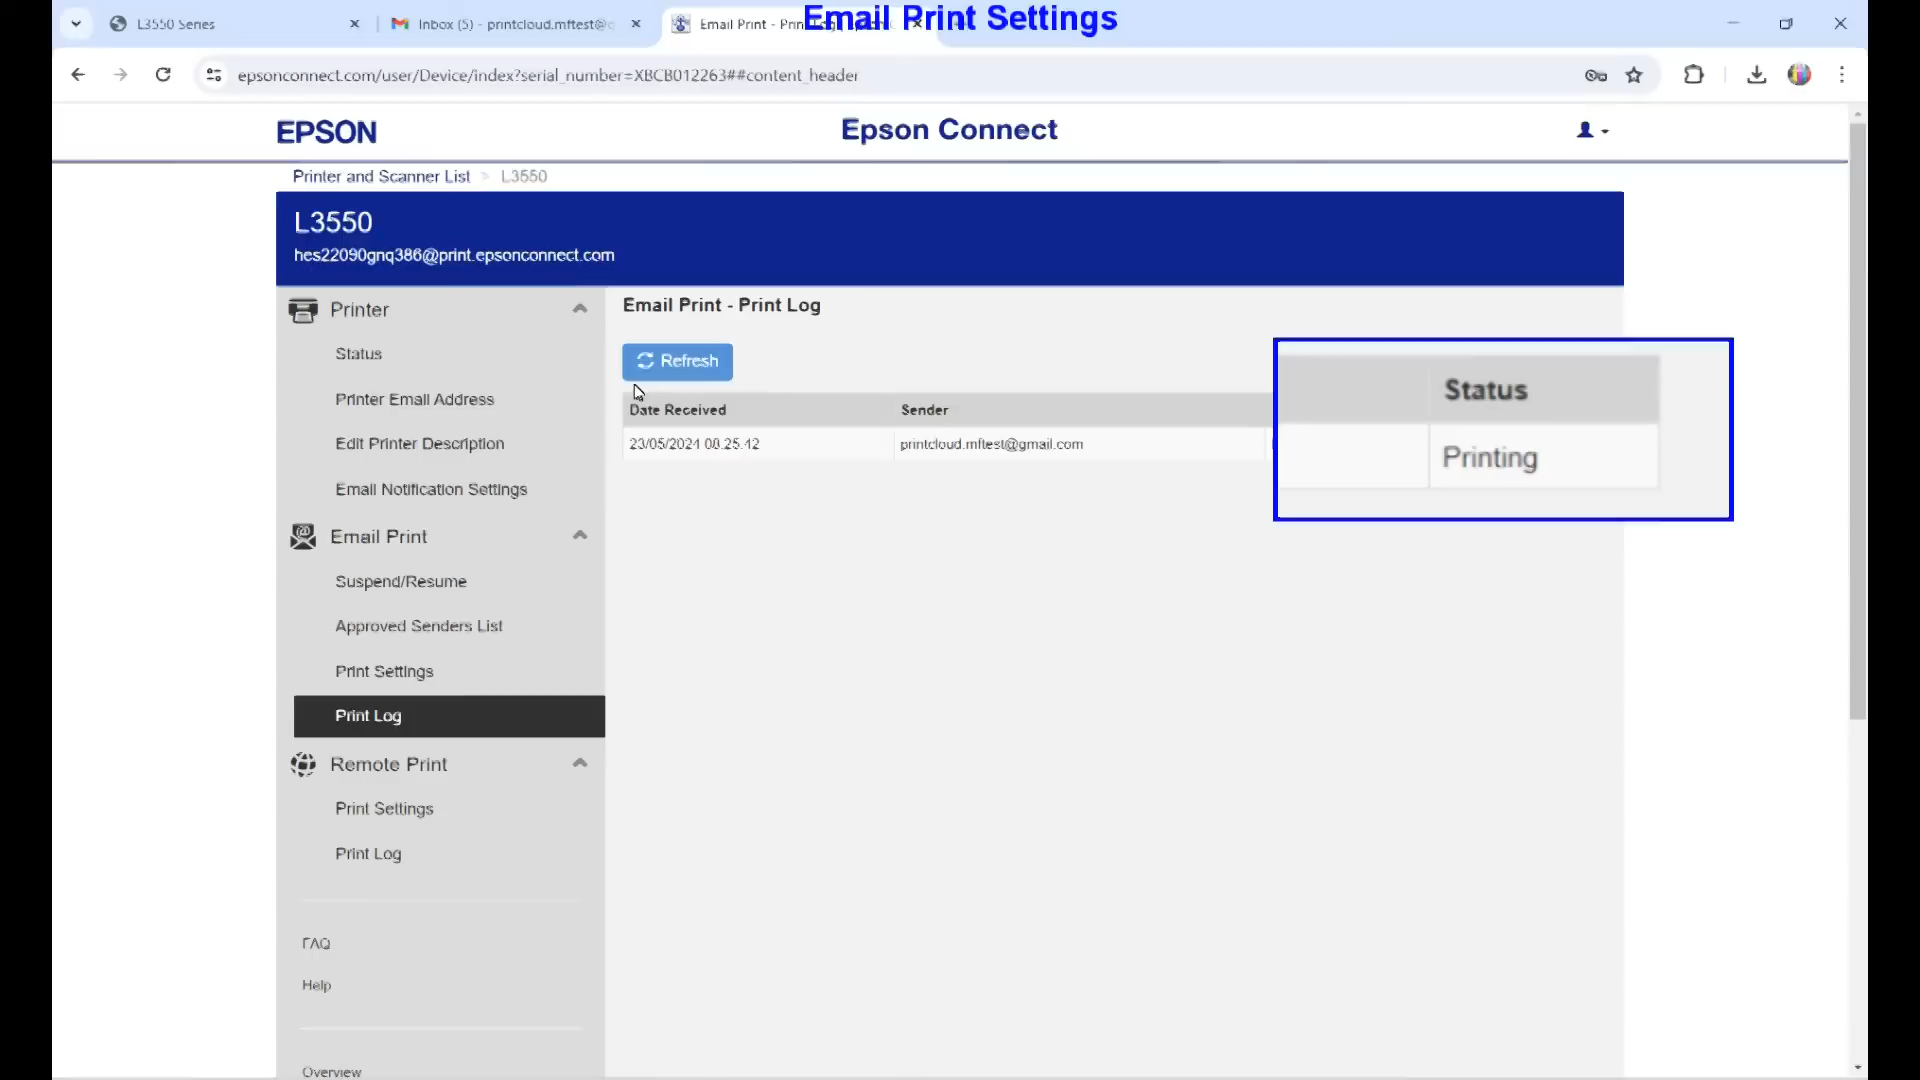 Email Print Settings
L3550 Series
Inbox (5) - printcloud.mftest@
Email Print - Print
epsonconnect.com/user/Device/index?serial_number=XBCB012263##content_header
EPSON
Epson Connect
Printer and Scanner List > L3550
L3550
hes22090gnq386@print.epsonconnect.com
Printer
Status
Printer Email Address
Edit Printer Description
Email Notification Settings
Email Print
Suspend/Resume
Approved Senders List
Print Settings
Print Log
Remote Print
Print Settings
Print Log
FAQ
Help
Overview
Email Print - Print Log
Refresh
Date Received Sender
23/05/2024 08.25.42 printcloud.mftest@gmail.com
Status
Printing